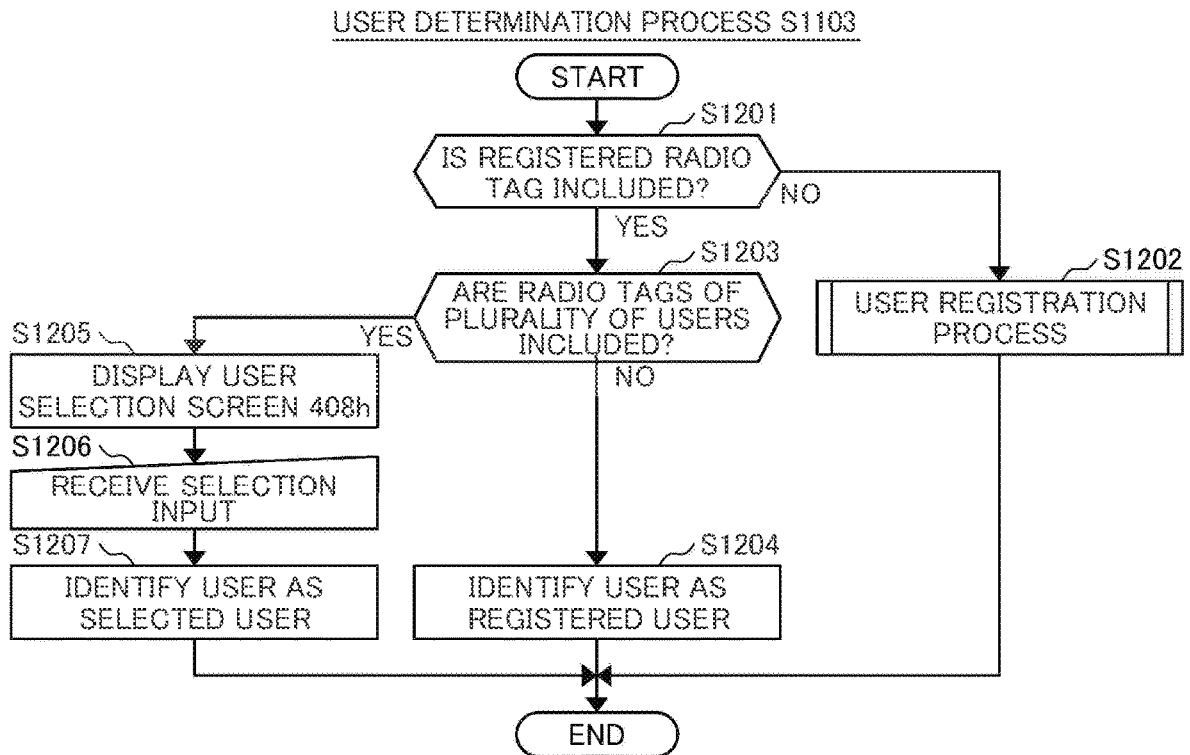 USER DETERMINATION PROCESS S1103
START
S1201
IS REGISTERED RADIO
TAG INCLUDED?
NO
YES
S1203
S1202
ARE RADIO TAGS OF
PLURALITY OF USERS
INCLUDED?
USER REGISTRATION
PROCESS
YES
NO
S1205
DISPLAY USER
SELECTION SCREEN 408h
S1206
RECEIVE SELECTION
INPUT
S1207
S1204
IDENTIFY USER AS
SELECTED USER
IDENTIFY USER AS
REGISTERED USER
END